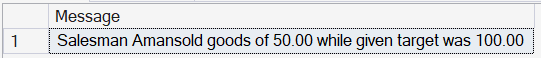 Message
1 Salesman Amansold goods of 50.00 while given target was 100.00